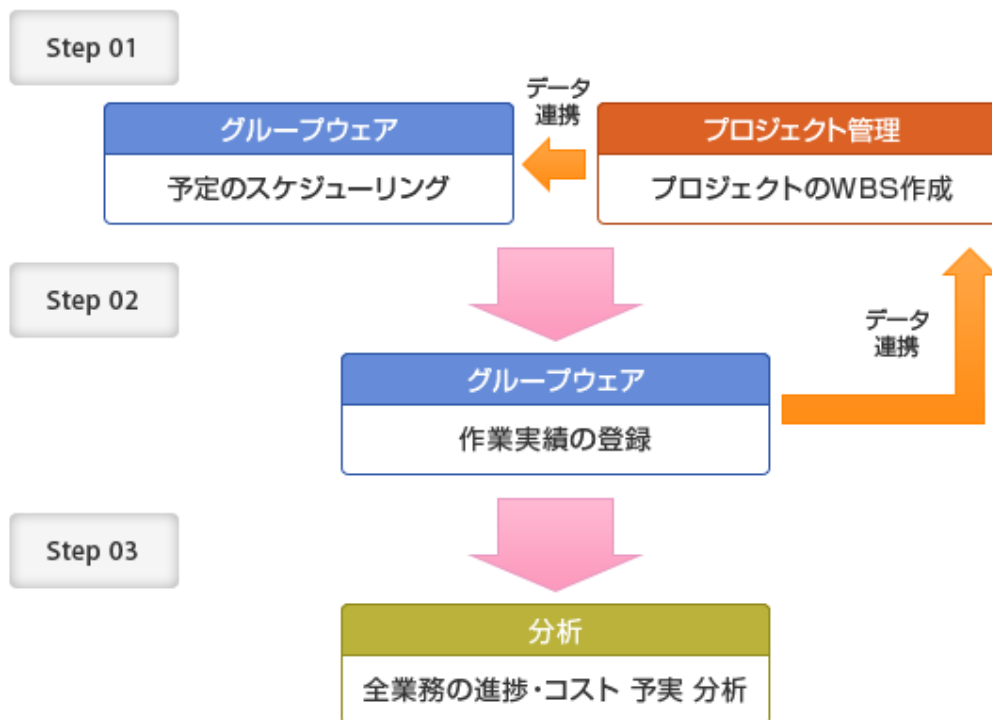 Step 01
データ
連携
グループウェア
予定のスケジューリング
プロジェクト管理
プロジェクトのWBS作成
Step 02
データ
連携
グループウェア
作業実績の登録
Step 03
分析
全業務の進捗・コスト 予実 分析